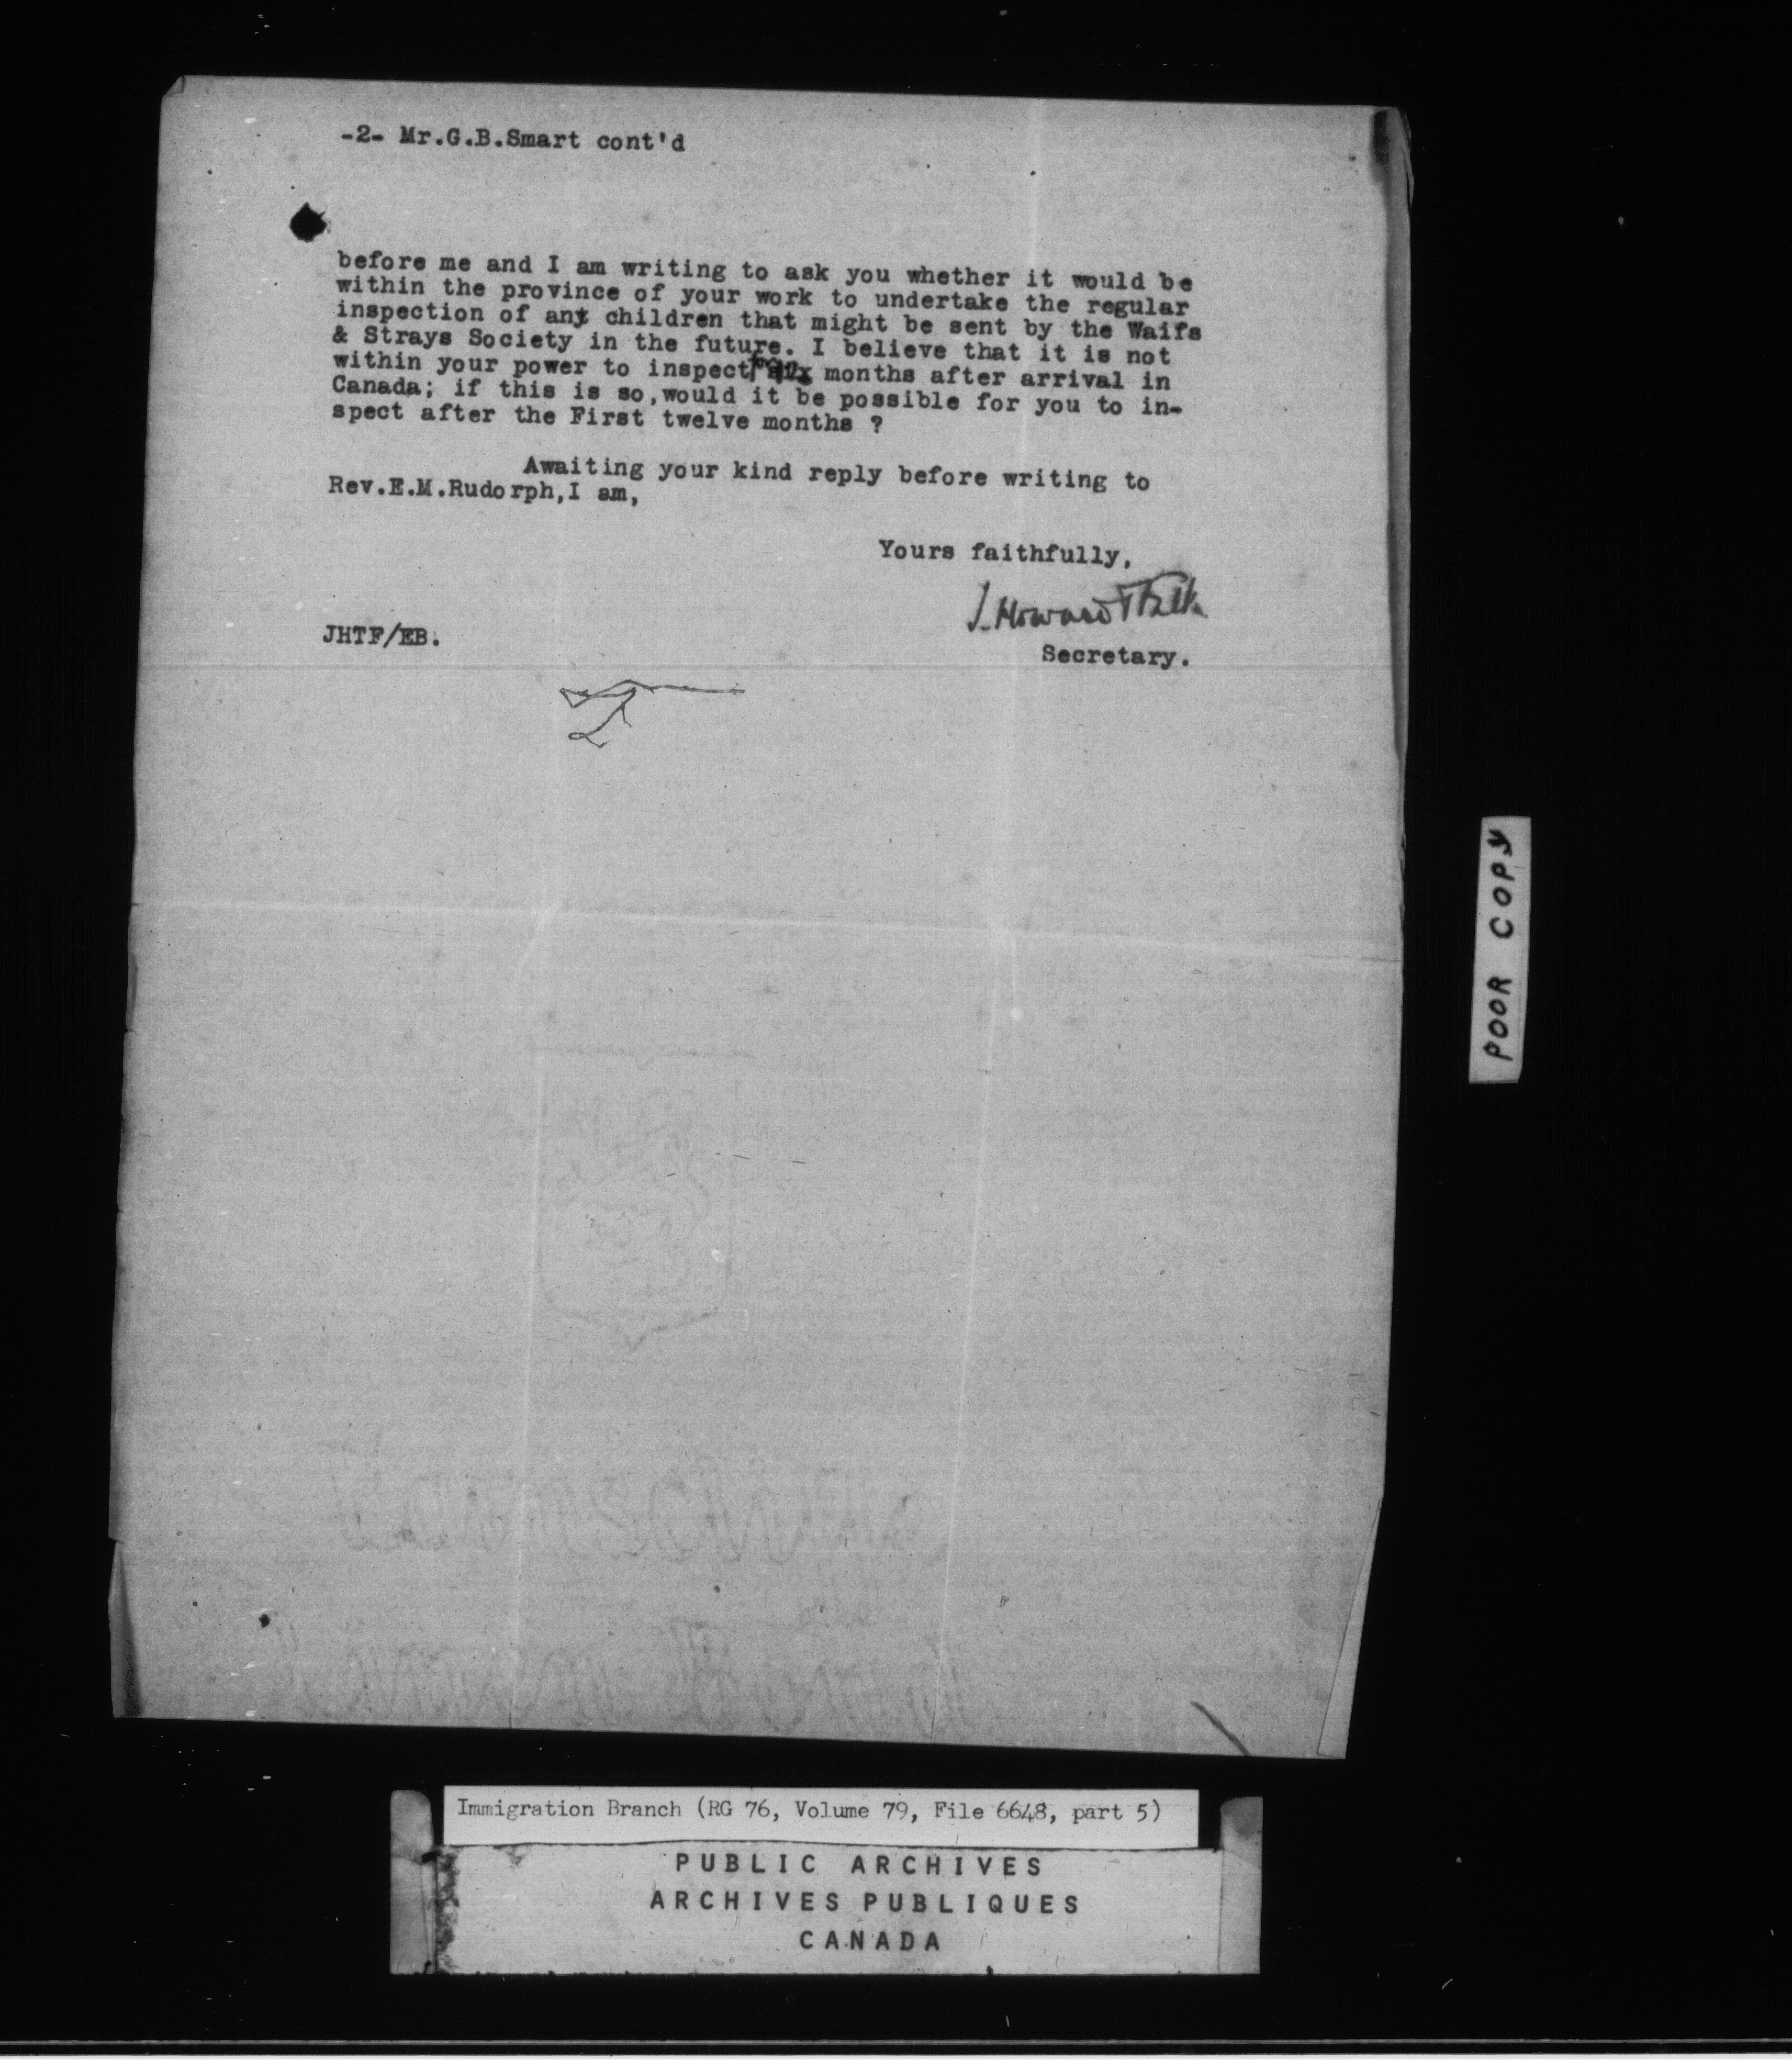 -2- Mr.G.B.Smart cont'd
before me and I am writing to ask you whether it would be
within the province of your work to undertake the regular
inspection of any children that might be sent by the Waifs
& Strays Society in the future. I believe that it is not
within your power to inspect months after arrival in
Canada; if this is so,would it be possible for you to in-
spect after the First twelve months ?
Awaiting your kind reply before writing to
Rev.E.M.Rudorph,I am,
Yours faithfully,
J. Howard T. Falk
JHTF/EB.
Secretary.
POOR COPY
Immigration Branch (RG 76, Volume 79, File 6648, part 5)
PUBLIC ARCHIVES
ARCHIVES PUBLIQUES
CANADA